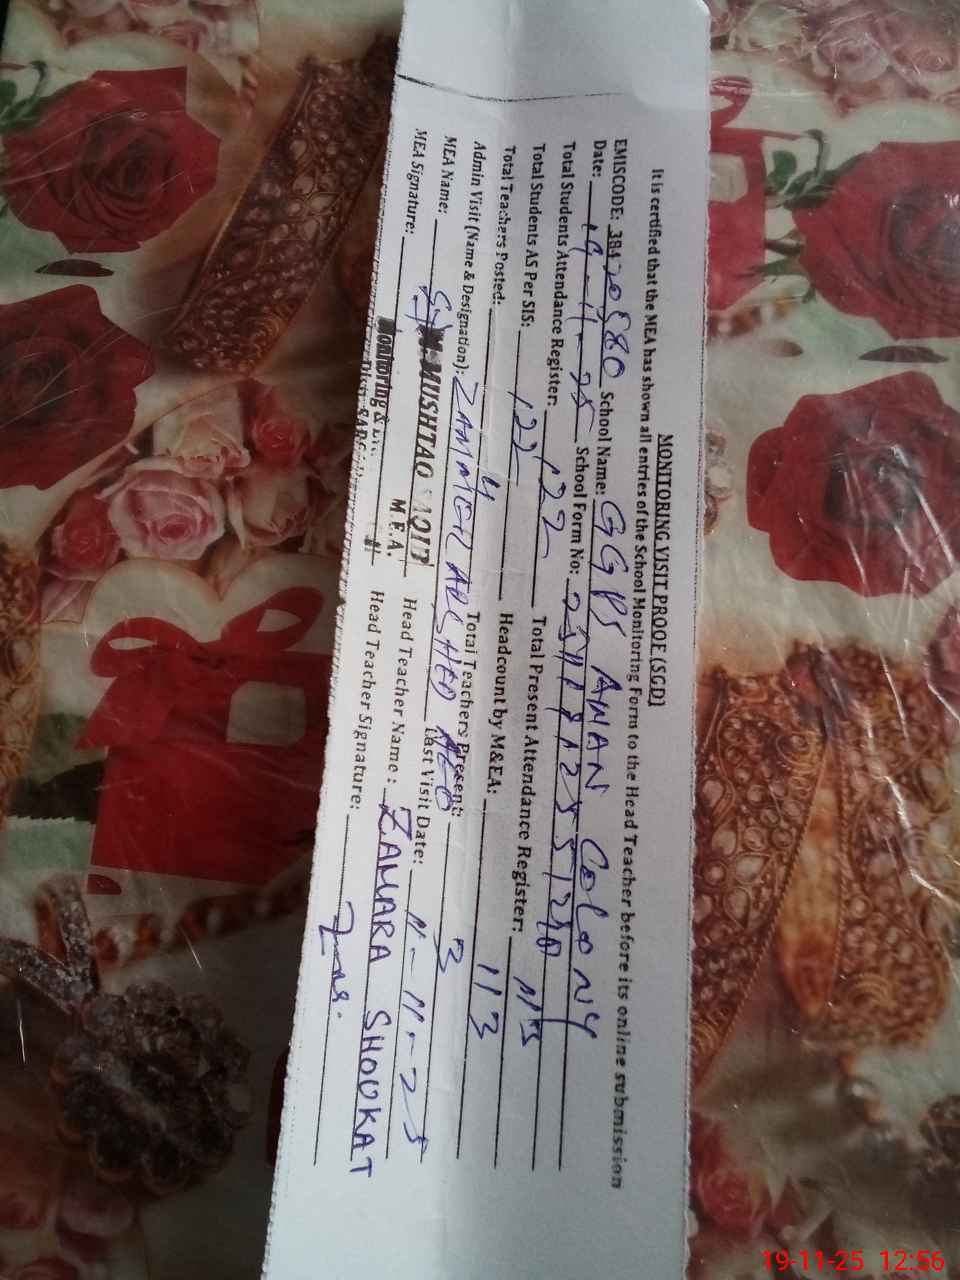 MONITORING VISIT PROOF (SGD)
It is certified that the MEA has shown all entries of the School Monitoring Form to the Head Teacher before its online submission
EMISCODE: 38420580 School Name: GGPS AMAN COLONY
Date: 19-11-25 School Form No:
Total Students Attendance Register: 122 Total Present Attendance Register: 113
Total Students AS Per SIS: 122 Headcount by M&EA: 113
Total Teachers Posted: 4 Total Teachers Present: 3
Admin Visit (Name & Designation): ARSHED AEO Last Visit Date: 11-11-25
MEA Name: MUSHTAQ Head Teacher Name: ZAHARA SHOUKAT
M.E.A.
MEA Signature: Monitoring & Head Teacher Signature:
19-11-25 12:56